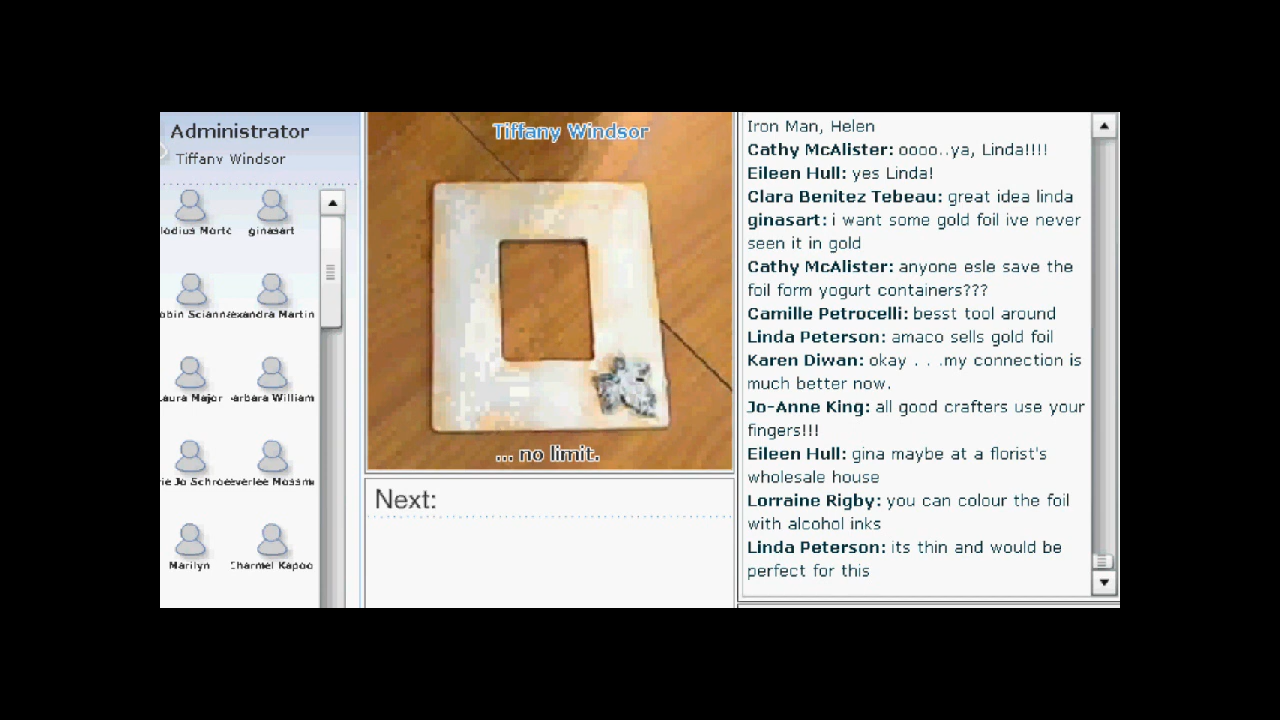 Administrator
Tiffany Windsor
ginasart
Laura Major
Marilyn
Tiffany Windsor
... no limit.
Next:
Iron Man, Helen
Cathy McAlister: oooo..ya, Linda!!!!
Eileen Hull: yes Linda!
Clara Benitez Tebeau: great idea linda
ginasart: i want some gold foil ive never
seen it in gold
Cathy McAlister: anyone esle save the
foil form yogurt containers???
Camille Petrocelli: besst tool around
Linda Peterson: amaco sells gold foil
Karen Diwan: okay . . .my connection is
much better now.
Jo-Anne King: all good crafters use your
fingers!!!
Eileen Hull: gina maybe at a florist's
wholesale house
Lorraine Rigby: you can colour the foil
with alcohol inks
Linda Peterson: its thin and would be
perfect for this